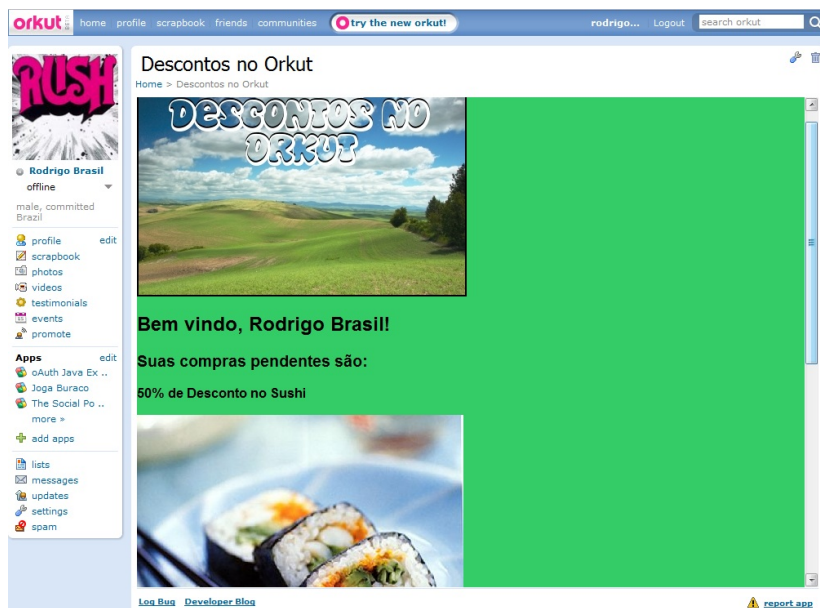 orkut BETA
home profile scrapbook friends communities try the new orkut! rodrigo... Logout search orkut
RUSH
Descontos no Orkut
Home > Descontos no Orkut
DESCONTOS NO
ORKUT
Rodrigo Brasil
offline
male, committed
Brazil
profile edit
scrapbook
photos
videos
testimonials
events
promote
Apps edit
oAuth Java Ex ..
Joga Buraco
The Social Po ..
more »
add apps
lists
messages
updates
settings
spam
Bem vindo, Rodrigo Brasil!
Suas compras pendentes são:
50% de Desconto no Sushi
Log Bug Developer Blog
report app